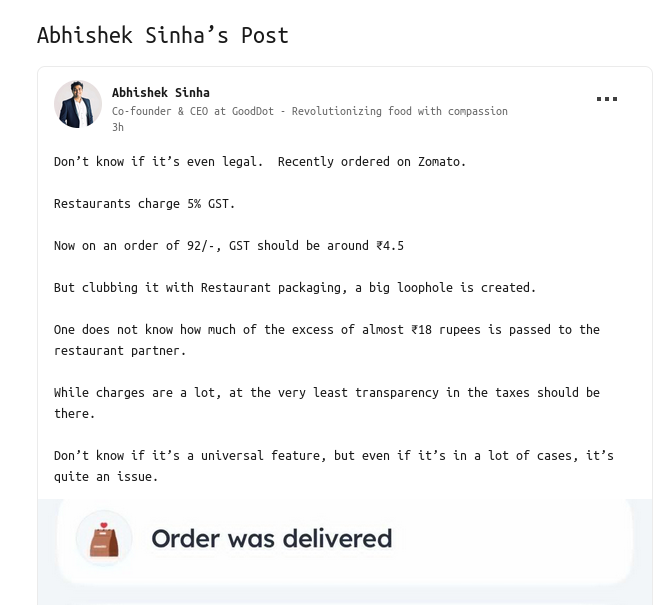 Abhishek Sinha’s Post
Abhishek Sinha
Co-founder & CEO at GoodDot - Revolutionizing food with compassion
3h
Don’t know if it’s even legal.  Recently ordered on Zomato.
Restaurants charge 5% GST.
Now on an order of 92/-, GST should be around ₹4.5
But clubbing it with Restaurant packaging, a big loophole is created.
One does not know how much of the excess of almost ₹18 rupees is passed to the
restaurant partner.
While charges are a lot, at the very least transparency in the taxes should be
there.
Don’t know if it’s a universal feature, but even if it’s in a lot of cases, it’s
quite an issue.
Order was delivered